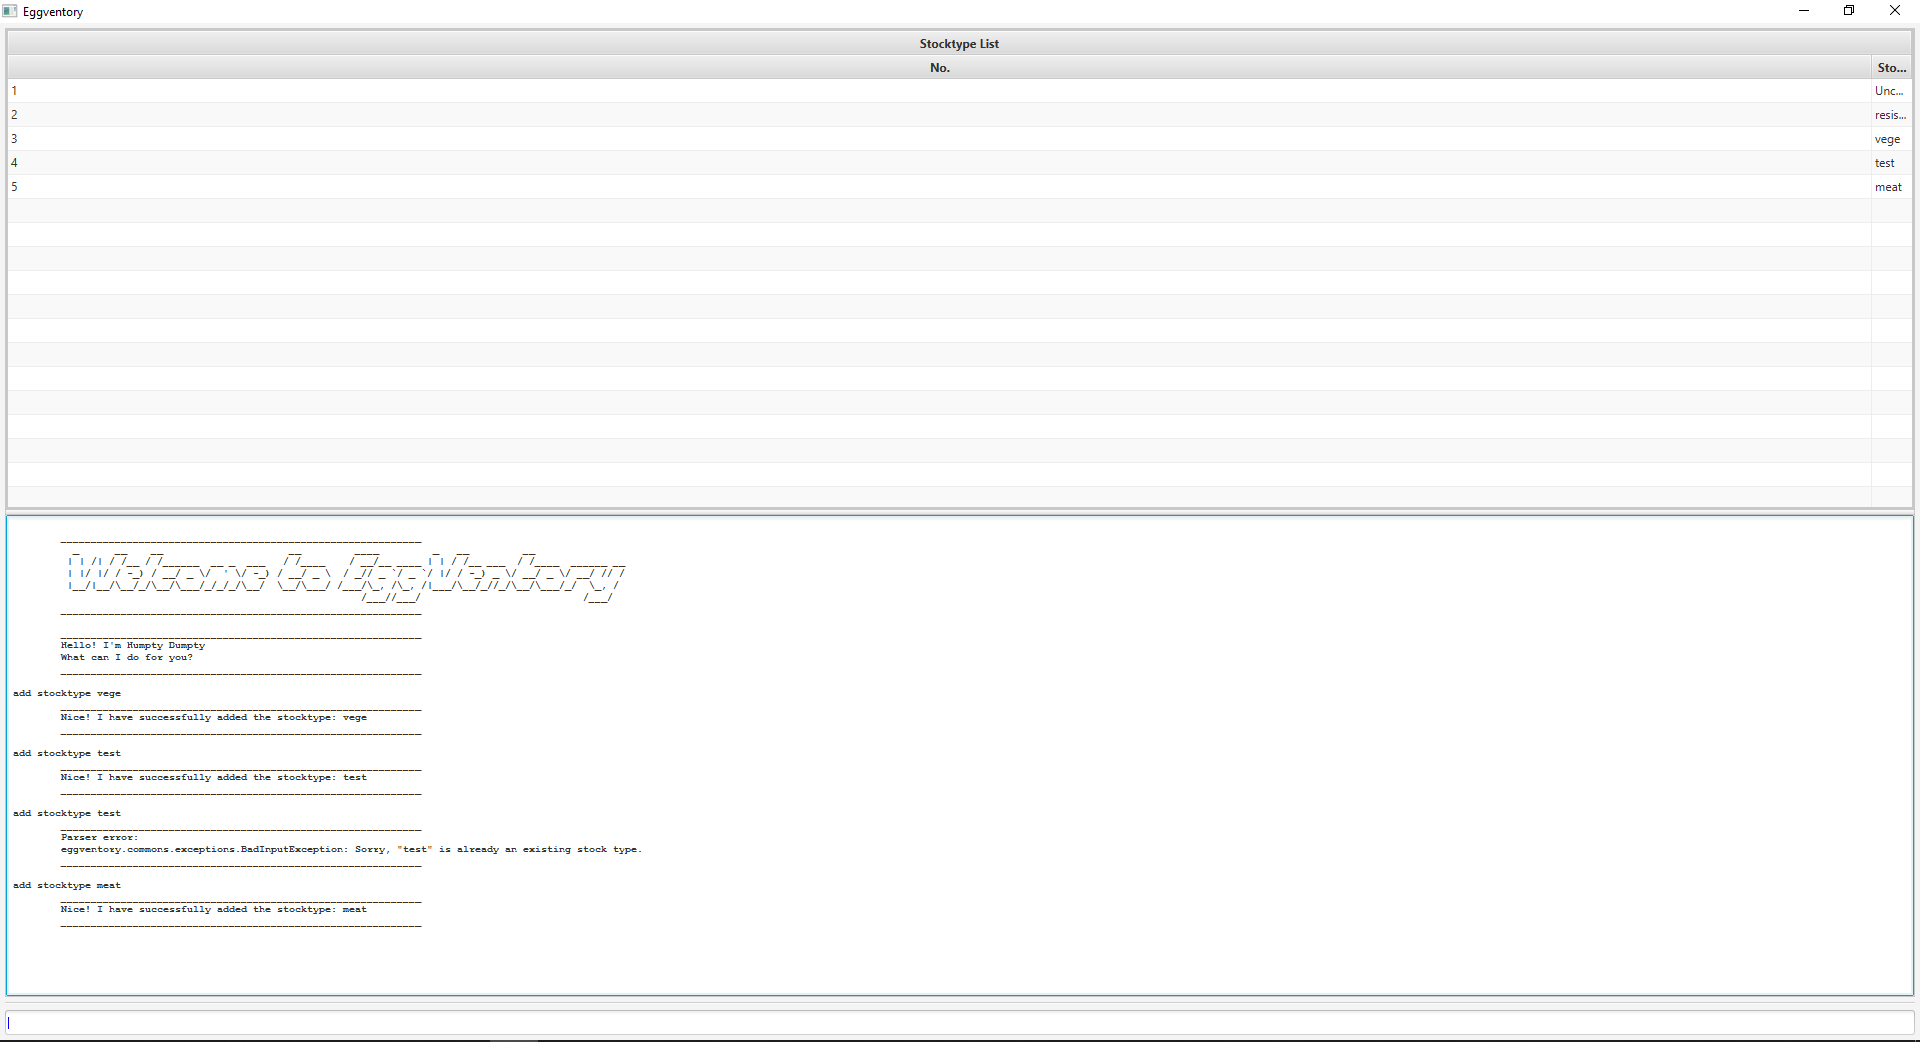 Eggventory
Stocktype List
No. Sto...
1 Unc...
2 resis...
3 vege
4 test
5 meat
Welcome to Eggventory
Hello! I'm Humpty Dumpty
What can I do for you?
add stocktype vege
Nice! I have successfully added the stocktype: vege
add stocktype test
Nice! I have successfully added the stocktype: test
add stocktype test
Parser error:
eggventory.commons.exceptions.BadInputException: Sorry, "test" is already an existing stock type.
add stocktype meat
Nice! I have successfully added the stocktype: meat